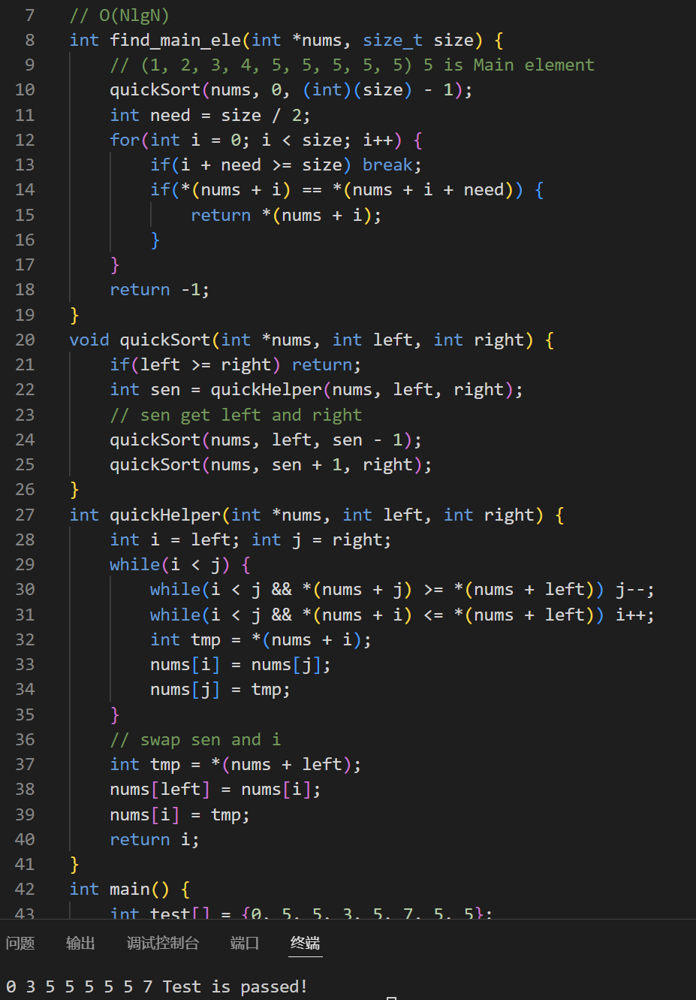 7 // O(NlgN)
8 int find_main_ele(int *nums, size_t size) {
9 // (1, 2, 3, 4, 5, 5, 5, 5, 5) 5 is Main element
10 quickSort(nums, 0, (int)(size) - 1);
11 int need = size / 2;
12 for(int i = 0; i < size; i++) {
13 if(i + need >= size) break;
14 if(*(nums + i) == *(nums + i + need)) {
15 return *(nums + i);
16 }
17 }
18 return -1;
19 }
20 void quickSort(int *nums, int left, int right) {
21 if(left >= right) return;
22 int sen = quickHelper(nums, left, right);
23 // sen get left and right
24 quickSort(nums, left, sen - 1);
25 quickSort(nums, sen + 1, right);
26 }
27 int quickHelper(int *nums, int left, int right) {
28 int i = left; int j = right;
29 while(i < j) {
30 while(i < j && *(nums + j) >= *(nums + left)) j--;
31 while(i < j && *(nums + i) <= *(nums + left)) i++;
32 int tmp = *(nums + i);
33 nums[i] = nums[j];
34 nums[j] = tmp;
35 }
36 // swap sen and i
37 int tmp = *(nums + left);
38 nums[left] = nums[i];
39 nums[i] = tmp;
40 return i;
41 }
42 int main() {
43 int test[] = {0, 5, 5, 3, 5, 7, 5, 5};
问题 输出 调试控制台 端口 终端
0 3 5 5 5 5 5 7 Test is passed!